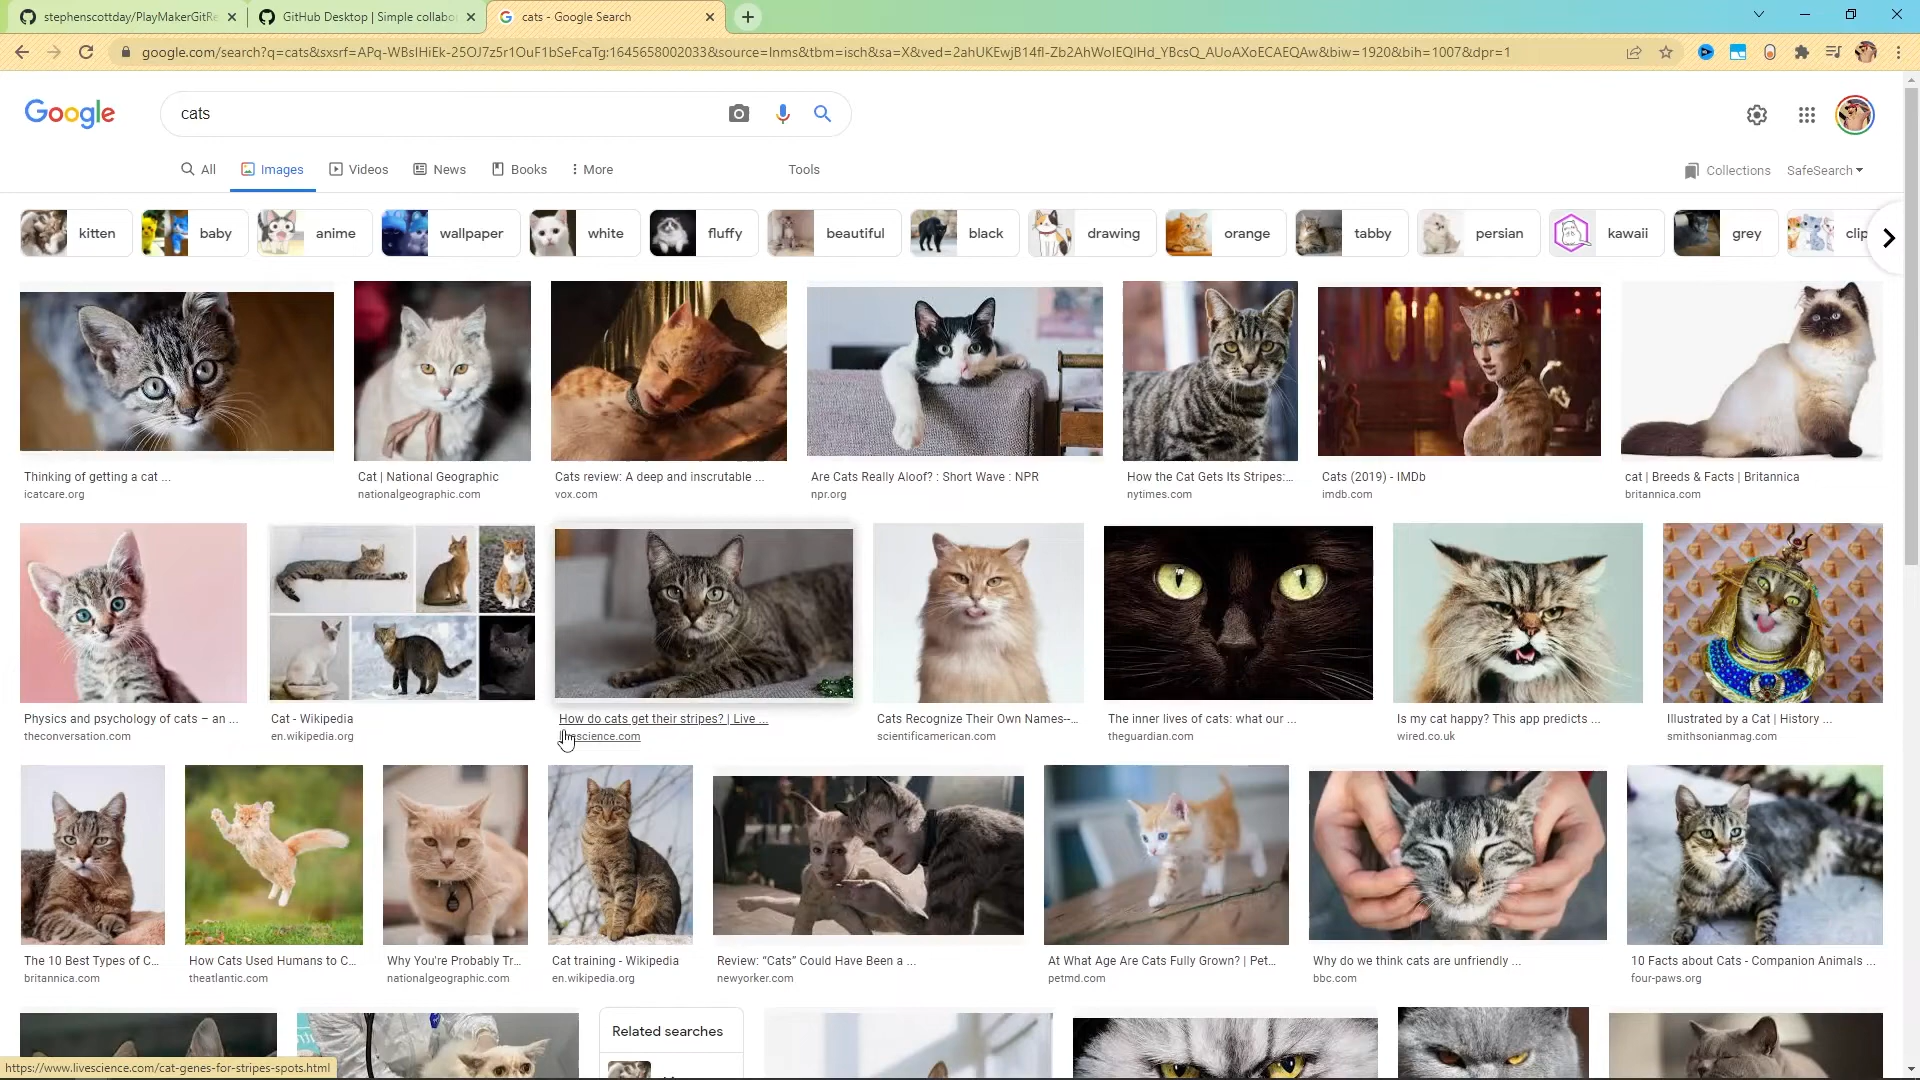 stephenscottday/PlayMakerGitRe
GitHub Desktop | Simple collabo
cats - Google Search
google.com/search?q=cats&sxsrf=APq-WBsIHiEk-25OJ7z5r1OuF1bSeFcaTg:1645658002033&source=lnms&tbm=isch&sa=X&ved=2ahUKEwjB14fl-Zb2AhWoIEQIHd_YBcsQ_AUoAXoECAEQAw&biw=1920&bih=1007&dpr=1
Google
cats
All Images Videos News Books More Tools
Collections SafeSearch
kitten baby anime wallpaper white fluffy beautiful black drawing orange tabby persian kawaii grey clip
Thinking of getting a cat ...
icatcare.org
Cat | National Geographic
nationalgeographic.com
Cats review: A deep and inscrutable ...
vox.com
Are Cats Really Aloof? : Short Wave : NPR
npr.org
How the Cat Gets Its Stripes:...
nytimes.com
Cats (2019) - IMDb
imdb.com
cat | Breeds & Facts | Britannica
britannica.com
Physics and psychology of cats – an ...
theconversation.com
Cat - Wikipedia
en.wikipedia.org
How do cats get their stripes? | Live ...
livescience.com
Cats Recognize Their Own Names--...
scientificamerican.com
The inner lives of cats: what our ...
theguardian.com
Is my cat happy? This app predicts ...
wired.co.uk
Illustrated by a Cat | History ...
smithsonianmag.com
The 10 Best Types of C...
britannica.com
How Cats Used Humans to C...
theatlantic.com
Why You're Probably Tr...
nationalgeographic.com
Cat training - Wikipedia
en.wikipedia.org
Review: “Cats” Could Have Been a ...
newyorker.com
At What Age Are Cats Fully Grown? | Pet...
petmd.com
Why do we think cats are unfriendly ...
bbc.com
10 Facts about Cats - Companion Animals ...
four-paws.org
Related searches
https://www.livescience.com/cat-genes-for-stripes-spots.html